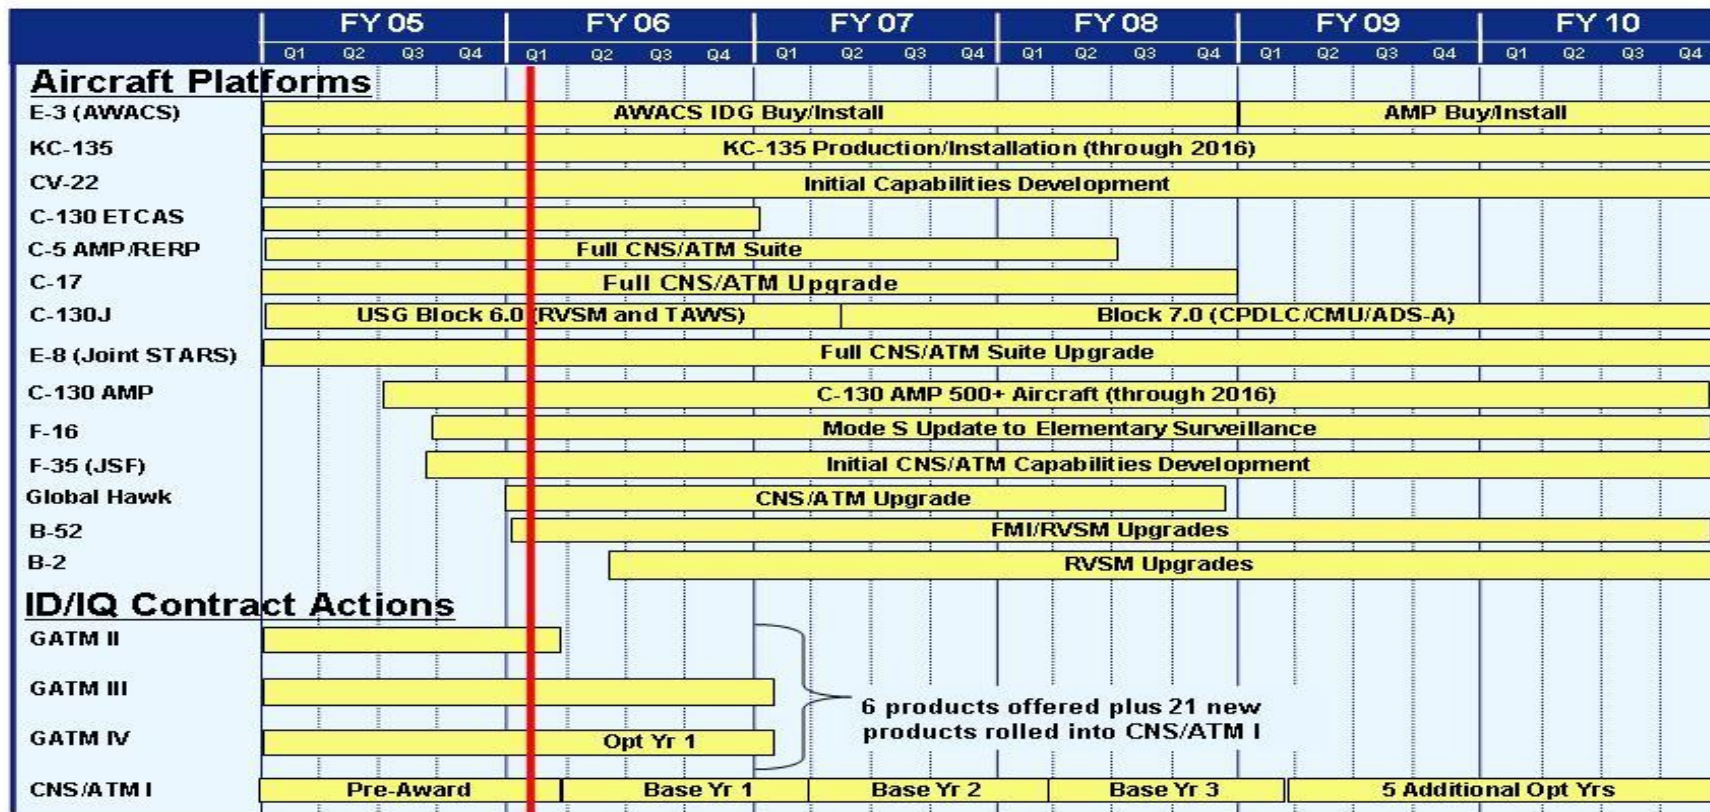 FY 05 FY 06 FY 07 FY 08 FY 09 FY 10
Q1 Q2 Q3 Q4 Q1 Q2 Q3 Q4 Q1 Q2 Q3 Q4 Q1 Q2 Q3 Q4 Q1 Q2 Q3 Q4 Q1 Q2 Q3 Q4
Aircraft Platforms
E-3 (AWACS) AWACS IDG Buy/Install AMP Buy/Install
KC-135 KC-135 Production/Installation (through 2016)
CV-22 Initial Capabilities Development
C-130 ETCAS
C-5 AMP/RERP Full CNS/ATM Suite
C-17 Full CNS/ATM Upgrade
C-130J USG Block 6.0 (RVSM and TAWS) Block 7.0 (CPDLC/CMU/ADS-A)
E-8 (Joint STARS) Full CNS/ATM Suite Upgrade
C-130 AMP C-130 AMP 500+ Aircraft (through 2016)
F-16 Mode S Update to Elementary Surveillance
F-35 (JSF) Initial CNS/ATM Capabilities Development
Global Hawk CNS/ATM Upgrade
B-52 FMI/RVSM Upgrades
B-2 RVSM Upgrades
ID/IQ Contract Actions
GATM II
GATM III
6 products offered plus 21 new
products rolled into CNS/ATM I
GATM IV Opt Yr 1
CNS/ATM I Pre-Award Base Yr 1 Base Yr 2 Base Yr 3 5 Additional Opt Yrs